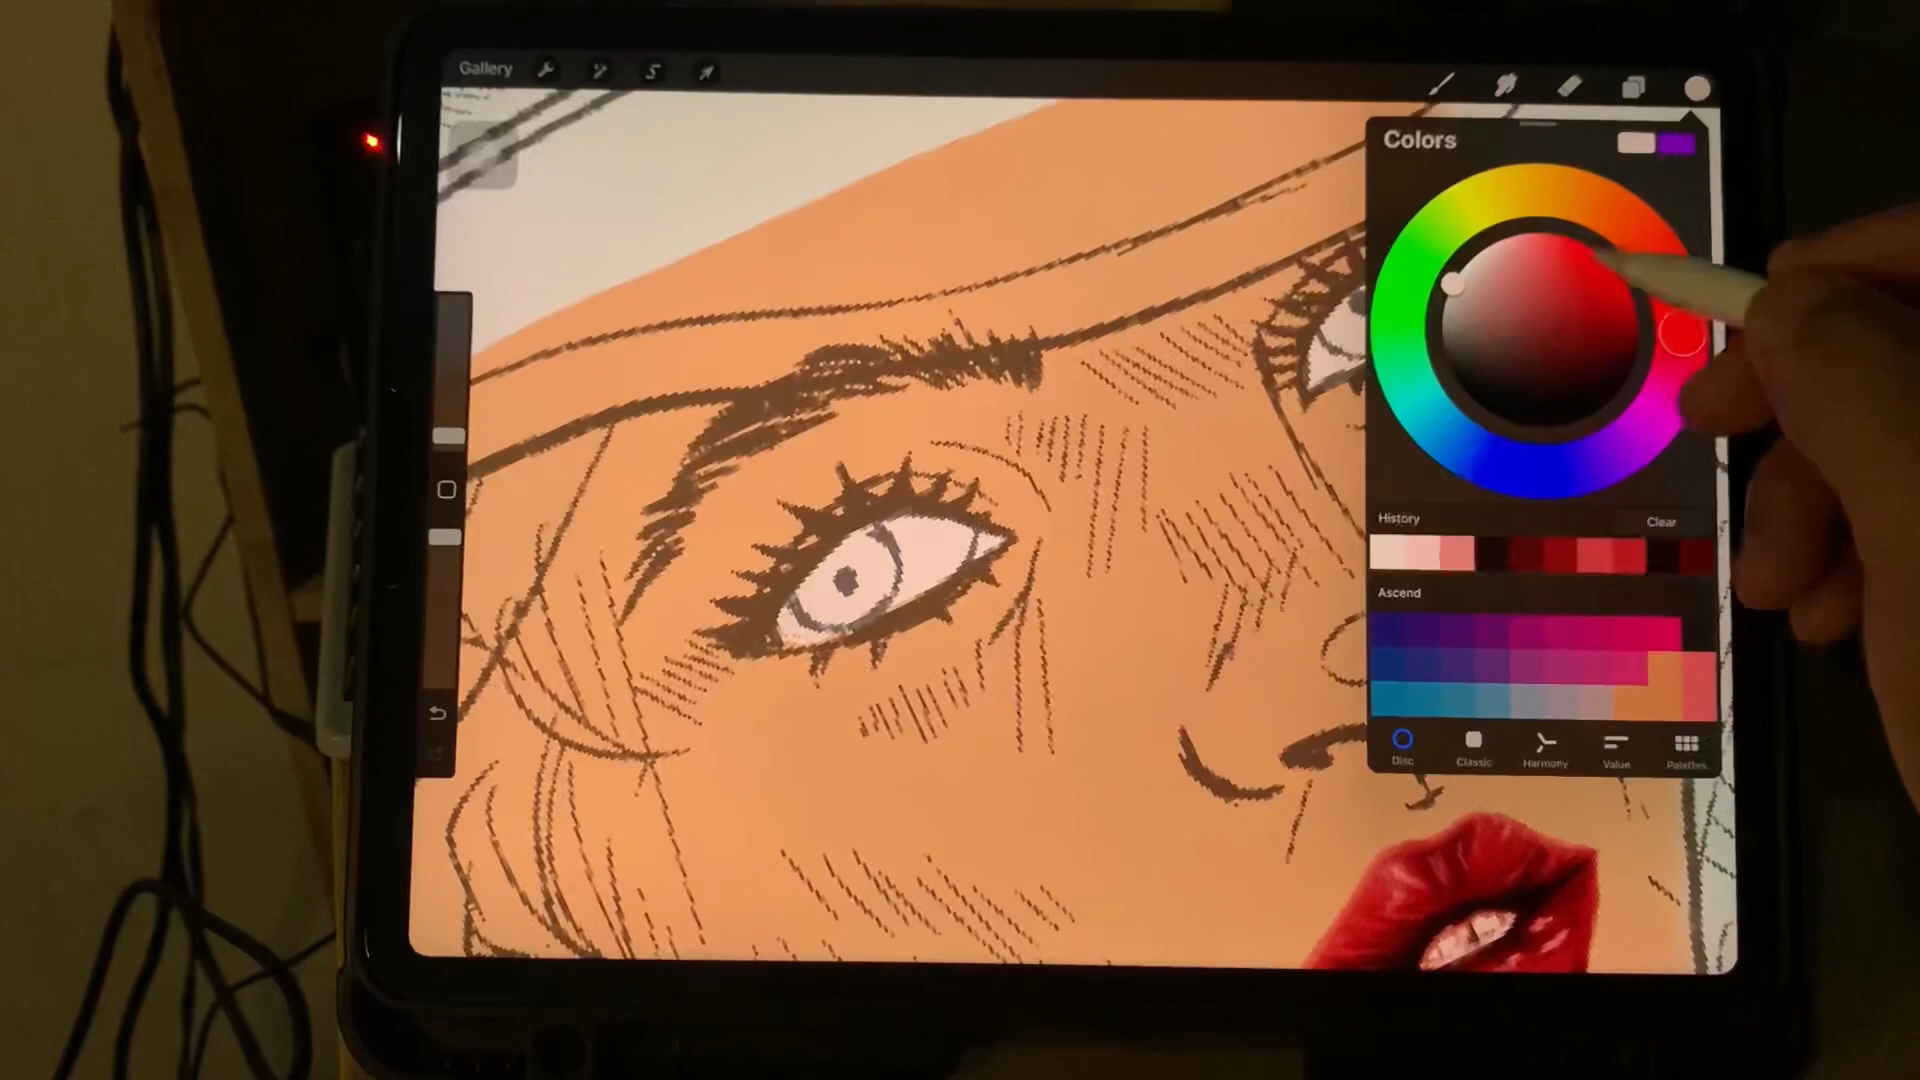 Gallery
Colors
History
Clear
Ascend
Disc
Classic
Harmony
Value
Palettes